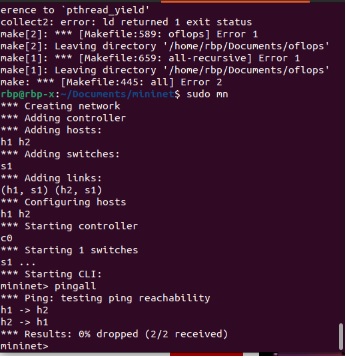 erence to `pthread_yield'
collect2: error: ld returned 1 exit status
make[2]: *** [Makefile:589: oflops] Error 1
make[2]: Leaving directory '/home/rbp/Documents/oflops'
make[1]: *** [Makefile:659: all-recursive] Error 1
make[1]: Leaving directory '/home/rbp/Documents/oflops'
make: *** [Makefile:445: all] Error 2
rbp@rbp-x:~/Documents/mininet$ sudo mn
*** Creating network
*** Adding controller
*** Adding hosts:
h1 h2
*** Adding switches:
s1
*** Adding links:
(h1, s1) (h2, s1)
*** Configuring hosts
h1 h2
*** Starting controller
c0
*** Starting 1 switches
s1 ...
*** Starting CLI:
mininet> pingall
*** Ping: testing ping reachability
h1 -> h2
h2 -> h1
*** Results: 0% dropped (2/2 received)
mininet>